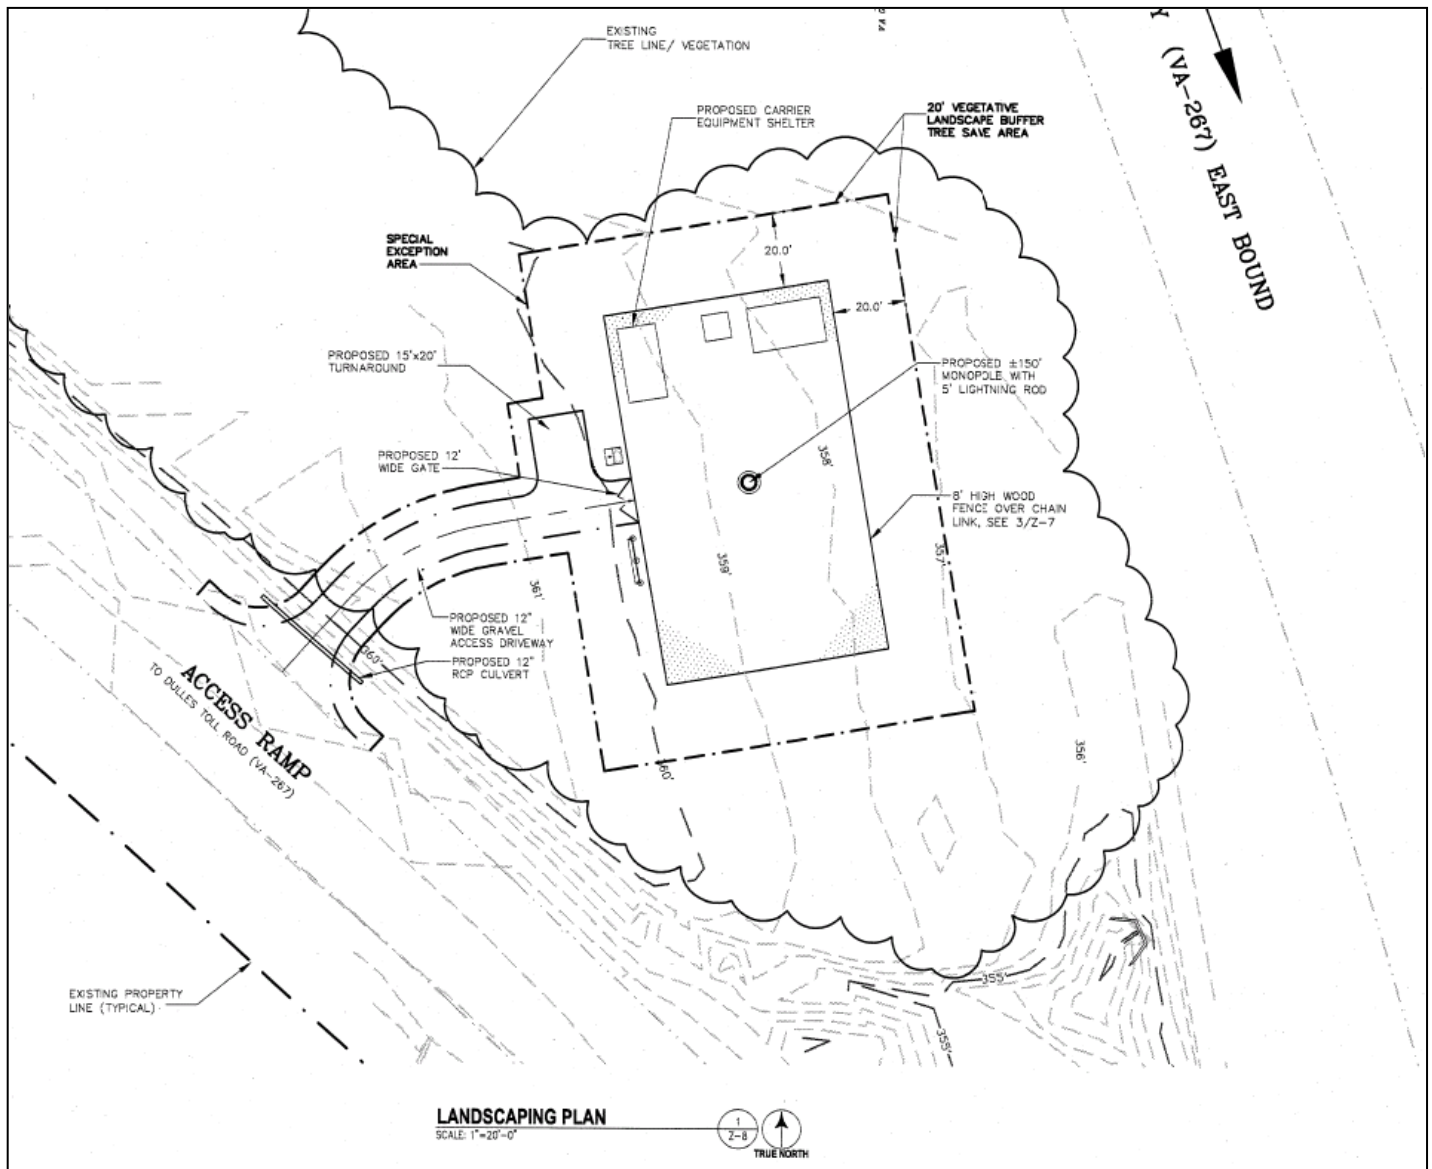 EXISTING
TREE LINE/ VEGETATION
PROPOSED CARRIER
EQUIPMENT SHELTER
20' VEGETATIVE
LANDSCAPE BUFFER
TREE SAVE AREA
Y (VA-267) EAST BOUND
SPECIAL
EXCEPTION
AREA
20.0'
20.0'
PROPOSED 15'x20'
TURNAROUND
PROPOSED ±150'
MONOPOLE WITH
5' LIGHTNING ROD
PROPOSED 12'
WIDE GATE
358'
8' HIGH WOOD
FENCE OVER CHAIN
LINK, SEE 3/Z-7
359'
357'
361'
PROPOSED 12"
WIDE GRAVEL
ACCESS DRIVEWAY
PROPOSED 12"
RCP CULVERT
360'
ACCESS RAMP
TO DULLES TOLL ROAD (VA-267)
360'
356'
355'
355'
EXISTING PROPERTY
LINE (TYPICAL)
LANDSCAPING PLAN
SCALE: 1"=20'-0"
1
Z-8
TRUE NORTH